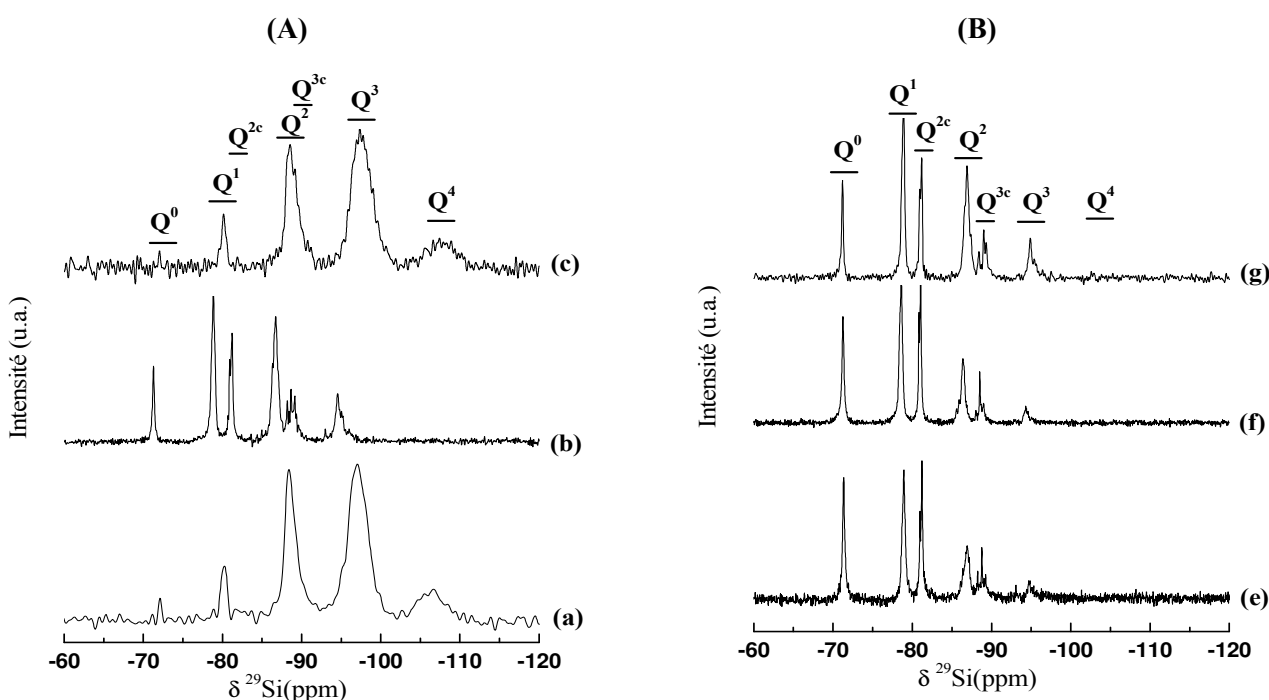 (A)
Q³ᶜ
Q³
Q²
Q²ᶜ
Q¹
Q⁴
Q⁰
(c)
(b)
(a)
Intensité (u.a.)
-60 -70 -80 -90 -100 -110 -120
δ ²⁹Si(ppm)
(B)
Q¹
Q²ᶜ
Q²
Q⁰
Q³ᶜ
Q³
Q⁴
(g)
(f)
(e)
Intensité (u.a.)
-60 -70 -80 -90 -100 -110 -120
δ ²⁹Si(ppm)